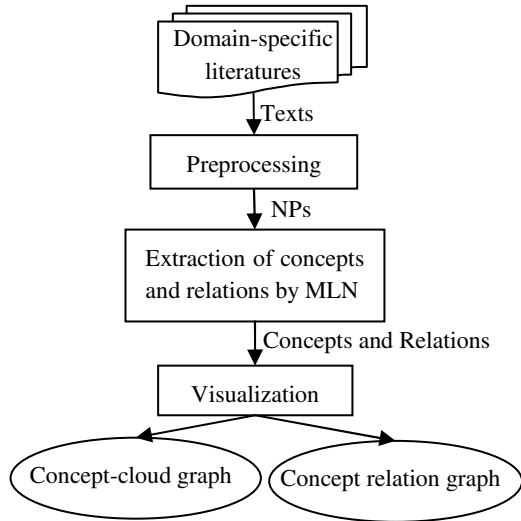 Domain-specific
literatures
Texts
Preprocessing
NPs
Extraction of concepts
and relations by MLN
Concepts and Relations
Visualization
Concept-cloud graph
Concept relation graph